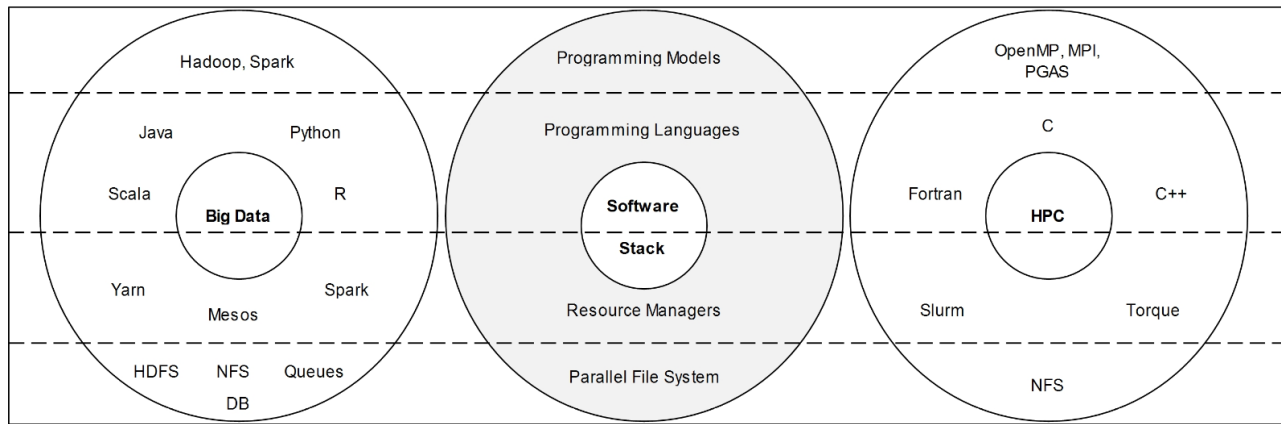 Hadoop, Spark
Programming Models
OpenMP, MPI,
PGAS
Java
Python
Programming Languages
C
Scala
R
Big Data
Software
Stack
Fortran
C++
HPC
Yarn
Spark
Mesos
Resource Managers
Slurm
Torque
HDFS
NFS
Queues
DB
Parallel File System
NFS